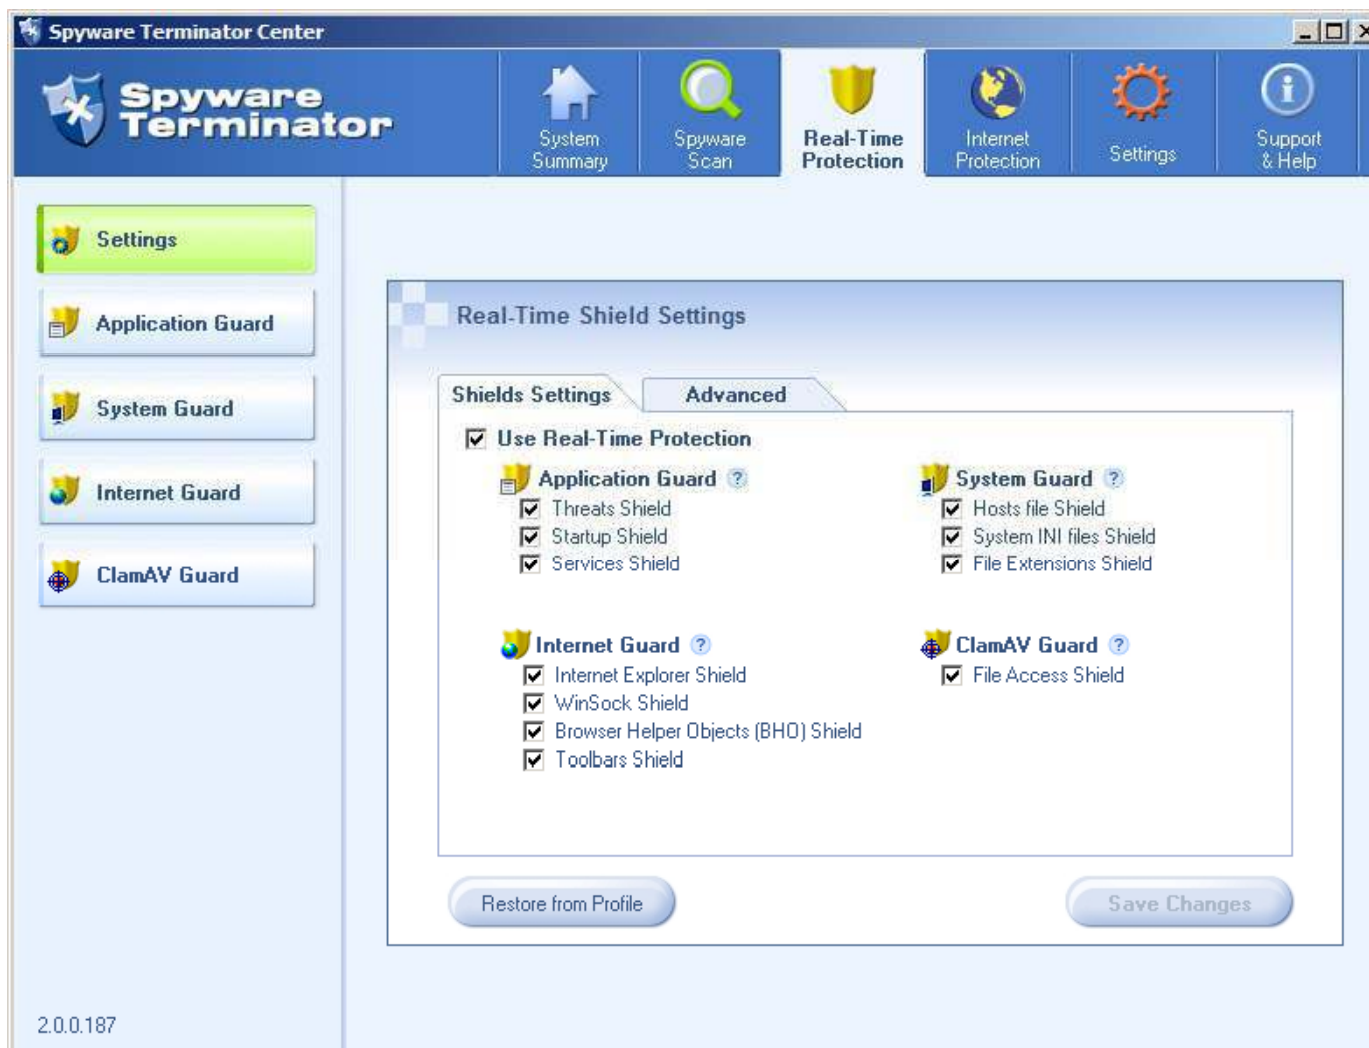 Spyware Terminator Center
Spyware
Terminator
System
Summary
Spyware
Scan
Real-Time
Protection
Internet
Protection
Settings
Support
& Help
Settings
Application Guard
System Guard
Internet Guard
ClamAV Guard
Real-Time Shield Settings
Shields Settings
Advanced
Use Real-Time Protection
Application Guard ?
Threats Shield
Startup Shield
Services Shield
System Guard ?
Hosts file Shield
System INI files Shield
File Extensions Shield
Internet Guard ?
Internet Explorer Shield
WinSock Shield
Browser Helper Objects (BHO) Shield
Toolbars Shield
ClamAV Guard ?
File Access Shield
Restore from Profile
Save Changes
2.0.0.187